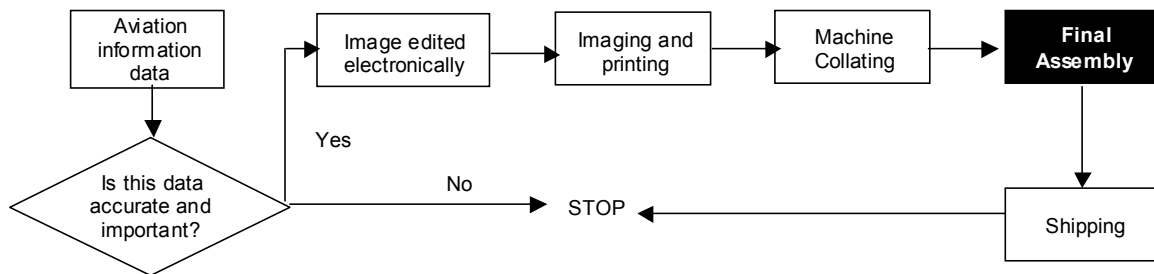 Aviation
information
data
Image edited
electronically
Imaging and
printing
Machine
Collating
Final
Assembly
Yes
Is this data
accurate and
important?
No
STOP
Shipping